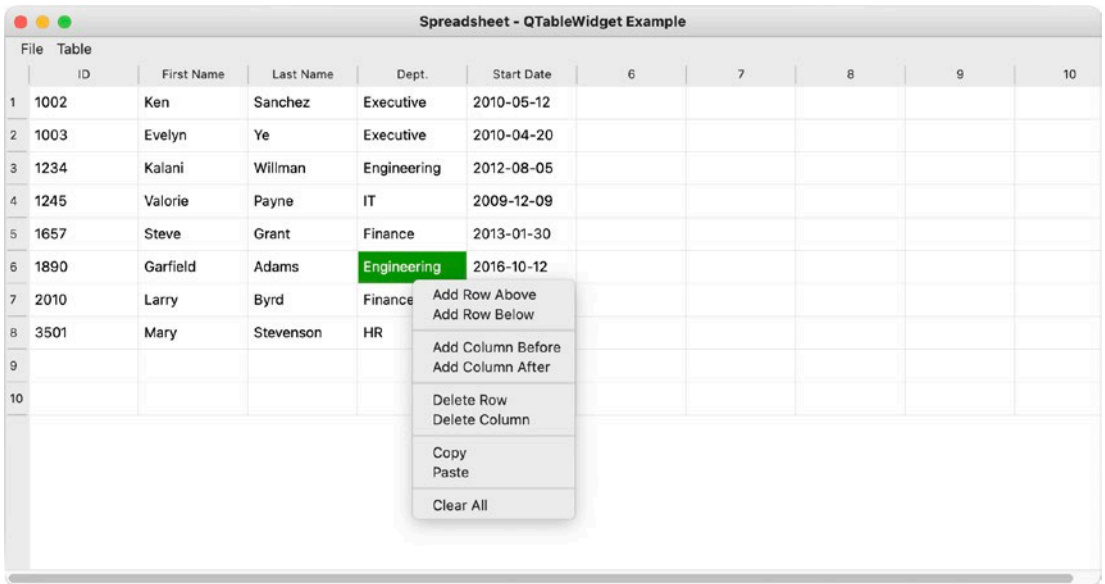 Spreadsheet - QTableWidget Example
File Table
ID First Name Last Name Dept. Start Date 6 7 8 9 10
1 1002 Ken Sanchez Executive 2010-05-12
2 1003 Evelyn Ye Executive 2010-04-20
3 1234 Kalani Willman Engineering 2012-08-05
4 1245 Valorie Payne IT 2009-12-09
5 1657 Steve Grant Finance 2013-01-30
6 1890 Garfield Adams Engineering 2016-10-12
7 2010 Larry Byrd Finance
8 3501 Mary Stevenson HR
9
10
Add Row Above
Add Row Below
Add Column Before
Add Column After
Delete Row
Delete Column
Copy
Paste
Clear All